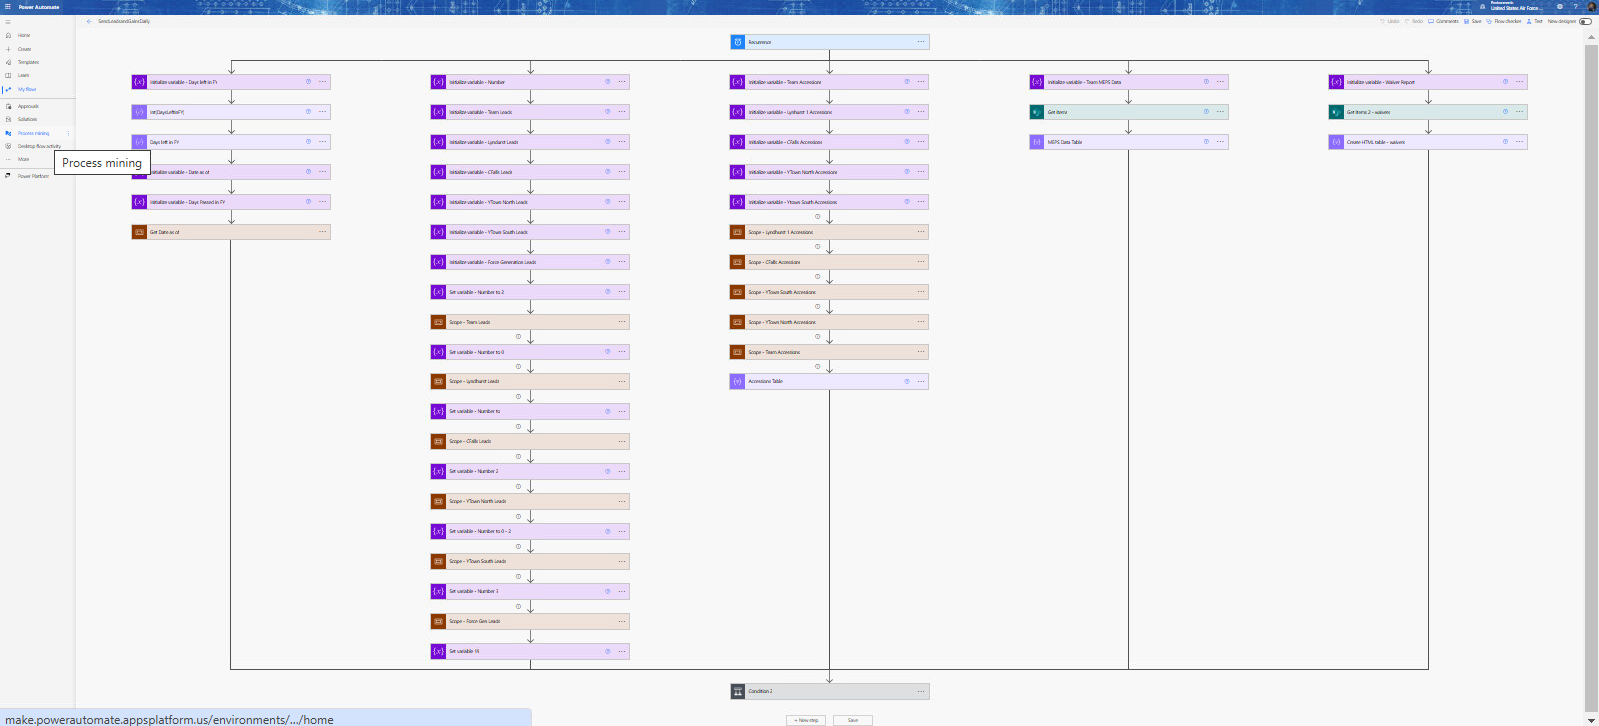 Power Automate
Environments
United States Air Force ...
SendLeadsandGainsDaily
Undo
Redo
Comments
Save
Flow checker
Test
New designer
Home
Create
Templates
Learn
My flows
Approvals
Solutions
Process mining
Desktop flow activity
More
Power Platform
Process mining
Recurrence
Initialize variable - Days left in FY
Int(DaysLeftinFY)
Days left in FY
Initialize variable - Date as of
Initialize variable - Days Passed in FY
Get Date as of
Initialize variable - Number
Initialize variable - Team Leads
Initialize variable - Lyndurst Leads
Initialize variable - CFalls Leads
Initialize variable - YTown North Leads
Initialize variable - YTown South Leads
Initialize variable - Force Generation Leads
Set variable - Number to 2
Scope - Team Leads
Set variable - Number to 0
Scope - Lyndhurst Leads
Set variable - Number to
Scope - CFalls Leads
Set variable - Number 2
Scope - YTown North Leads
Set variable - Number to 0 - 2
Scope - YTown South Leads
Set variable - Number 3
Scope - Force Gen Leads
Set variable
Initialize variable - Team Accessions
Initialize variable - Lynhurst 1 Accessions
Initialize variable - CFalls Accessions
Initialize variable - YTown North Accessions
Initialize variable - Ytown South Accessions
Scope - Lyndhurst 1 Accessions
Scope - CFalls Accessions
Scope - YTown South Accessions
Scope - YTown North Accessions
Scope - Team Accessions
Accessions Table
Initialize variable - Team MEPS Data
Get items
MEPS Data Table
Initialize variable - Waiver Report
Get items 2 - waivers
Create HTML table - waivers
Condition 2
+ New step
Save
make.powerautomate.appsplatform.us/environments/.../home